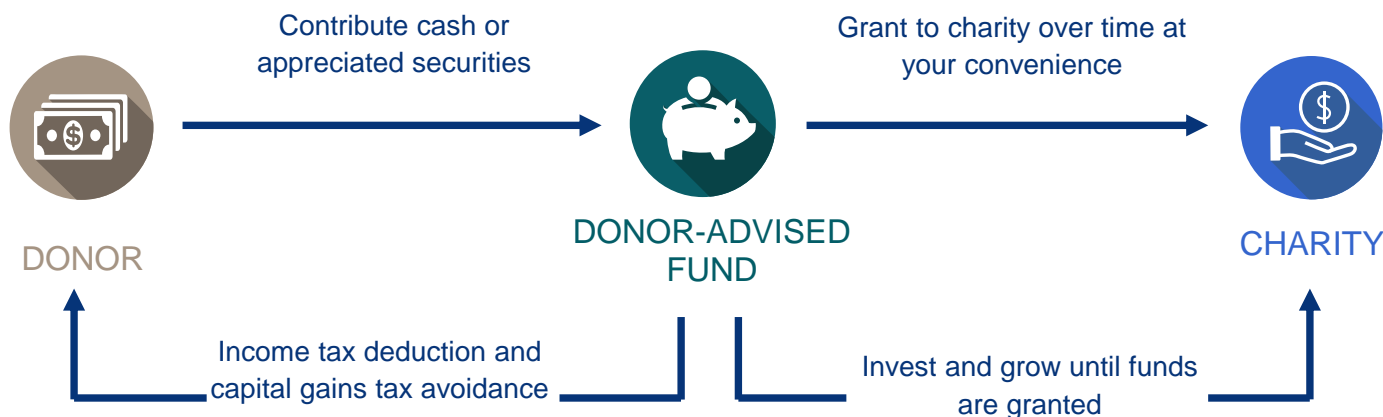 Contribute cash or
appreciated securities
Grant to charity over time at
your convenience
$
$
DONOR
DONOR-ADVISED
FUND
CHARITY
Income tax deduction and
capital gains tax avoidance
Invest and grow until funds
are granted